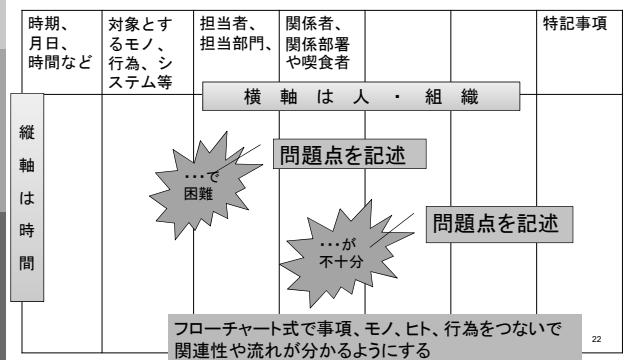 時期、
月日、
時間など
対象とす
るモノ、
行為、シ
ステム等
担当者、
担当部門、
関係者、
関係部署
や喫食者
特記事項
横軸は人・組織
縦
軸
は
時
間
・・・で
困難
問題点を記述
・・・が
不十分
問題点を記述
フローチャート式で事項、モノ、ヒト、行為をつないで
関連性や流れが分かるようにする
22